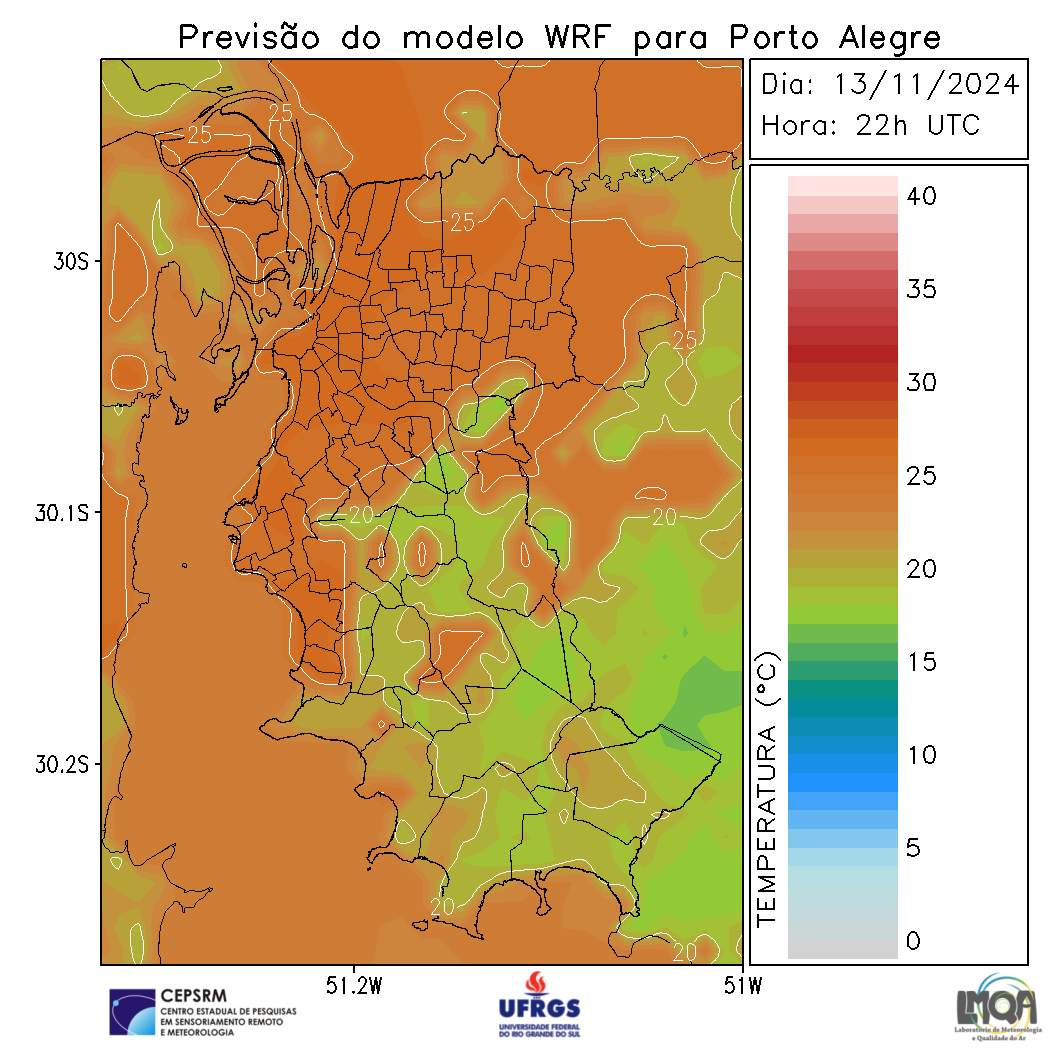 Previsão do modelo WRF para Porto Alegre
Dia: 13/11/2024
Hora: 22h UTC
25
25
25
25
20
20
20
20
30S
30.1S
30.2S
51.2W
51W
TEMPERATURA (°C)
40
35
30
25
20
15
10
5
0
CEPSRM
CENTRO ESTADUAL DE PESQUISAS
EM SENSORIAMENTO REMOTO
E METEOROLOGIA
UFRGS
UNIVERSIDADE FEDERAL
DO RIO GRANDE DO SUL
LMQA
Laboratório de Meteorologia
e Qualidade do Ar